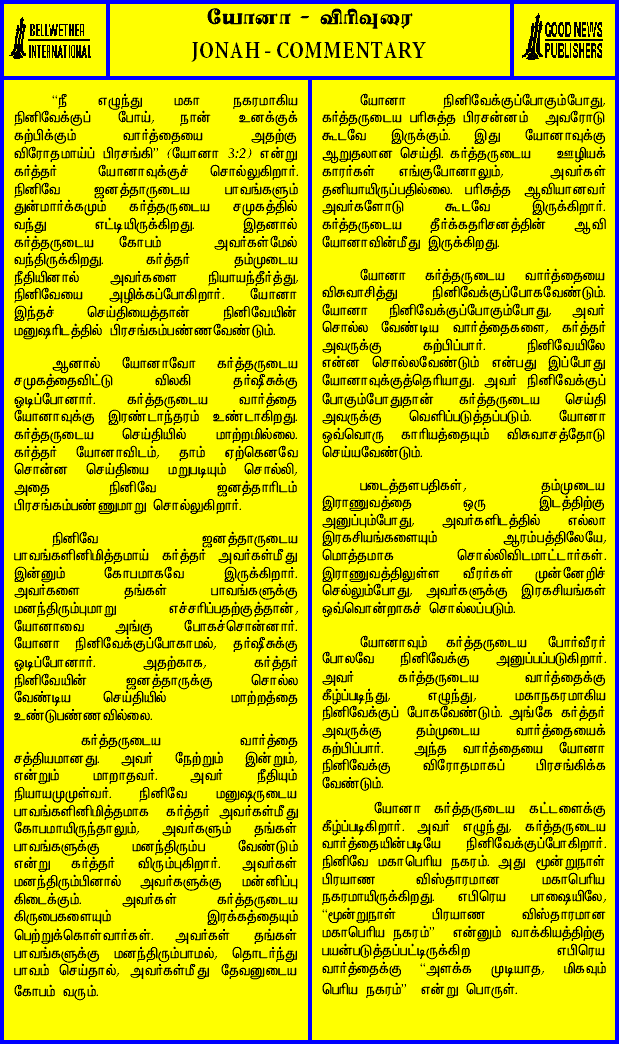 யோனா - விரிவுரை
BELLWETHER
INTERNATIONAL
JONAH - COMMENTARY
GOOD NEWS
PUBLISHERS
“நீ எழுந்து மகா நகரமாகிய
நினிவேக்குப் போய், நான் உனக்குக்
கற்பிக்கும் வார்த்தையை அதற்கு
விரோதமாய்ப் பிரசங்கி” (யோனா 3:2) என்று
கர்த்தர் யோனாவுக்குச் சொல்லுகிறார்.
நினிவே ஜனத்தாருடைய பாவங்களும்
துன்மார்க்கமும் கர்த்தருடைய சமுகத்தில்
வந்து எட்டியிருக்கிறது. இதனால்
கர்த்தருடைய கோபம் அவர்கள்மேல்
வந்திருக்கிறது. கர்த்தர் தம்முடைய
நீதியினால் அவர்களை நியாயந்தீர்த்து,
நினிவேயை அழிக்கப்போகிறார். யோனா
இந்தச் செய்தியைத்தான் நினிவேயின்
மனுஷரிடத்தில் பிரசங்கம்பண்ணவேண்டும்.
ஆனால் யோனாவோ கர்த்தருடைய
சமுகத்தைவிட்டு விலகி தர்ஷீசுக்கு
ஓடிப்போனார். கர்த்தருடைய வார்த்தை
யோனாவுக்கு இரண்டாந்தரம் உண்டாகிறது.
கர்த்தருடைய செய்தியில் மாற்றமில்லை.
கர்த்தர் யோனாவிடம், தாம் ஏற்கெனவே
சொன்ன செய்தியை மறுபடியும் சொல்லி,
அதை நினிவே ஜனத்தாரிடம்
பிரசங்கம்பண்ணுமாறு சொல்லுகிறார்.
நினிவே ஜனத்தாருடைய
பாவங்களினிமித்தமாய் கர்த்தர் அவர்கள்மீது
இன்னும் கோபமாகவே இருக்கிறார்.
அவர்களை தங்கள் பாவங்களுக்கு
மனந்திரும்புமாறு எச்சரிப்பதற்குத்தான்,
யோனாவை அங்கு போகச்சொன்னார்.
யோனா நினிவேக்குப்போகாமல், தர்ஷீசுக்கு
ஓடிப்போனார். அதற்காக, கர்த்தர்
நினிவேயின் ஜனத்தாருக்கு சொல்ல
வேண்டிய செய்தியில் மாற்றத்தை
உண்டுபண்ணவில்லை.
கர்த்தருடைய வார்த்தை
சத்தியமானது. அவர் நேற்றும் இன்றும்,
என்றும் மாறாதவர். அவர் நீதியும்
நியாயமுமுள்வர். நினிவே மனுஷருடைய
பாவங்களினிமித்தமாக கர்த்தர் அவர்கள்மீது
கோபமாயிருந்தாலும், அவர்களும் தங்கள்
பாவங்களுக்கு மனந்திரும்ப வேண்டும்
என்று கர்த்தர் விரும்புகிறார். அவர்கள்
மனந்திரும்பினால் அவர்களுக்கு மன்னிப்பு
கிடைக்கும். அவர்கள் கர்த்தருடைய
கிருபைகளையும் இரக்கத்தையும்
பெற்றுக்கொள்வார்கள். அவர்கள் தங்கள்
பாவங்களுக்கு மனந்திரும்பாமல், தொடர்ந்து
பாவம் செய்தால், அவர்கள்மீது தேவனுடைய
கோபம் வரும்.
யோனா நினிவேக்குப்போகும்போது,
கர்த்தருடைய பரிசுத்த பிரசன்னம் அவரோடு
கூடவே இருக்கும். இது யோனாவுக்கு
ஆறுதலான செய்தி. கர்த்தருடைய ஊழியக்
காரர்கள் எங்குபோனாலும், அவர்கள்
தனியாயிருப்பதில்லை. பரிசுத்த ஆவியானவர்
அவர்களோடு கூடவே இருக்கிறார்.
கர்த்தருடைய தீர்க்கதரிசனத்தின் ஆவி
யோனாவின்மீது இருக்கிறது.
யோனா கர்த்தருடைய வார்த்தையை
விசுவாசித்து நினிவேக்குப்போகவேண்டும்.
யோனா நினிவேக்குப்போகும்போது, அவர்
சொல்ல வேண்டிய வார்த்தைகளை, கர்த்தர்
அவருக்கு கற்பிப்பார். நினிவேயிலே
என்ன சொல்லவேண்டும் என்பது இப்போது
யோனாவுக்குத்தெரியாது. அவர் நினிவேக்குப்
போகும்போதுதான் கர்த்தருடைய செய்தி
அவருக்கு வெளிப்படுத்தப்படும். யோனா
ஒவ்வொரு காரியத்தையும் விசுவாசத்தோடு
செய்யவேண்டும்.
படைத்தளபதிகள், தம்முடைய
இராணுவத்தை ஒரு இடத்திற்கு
அனுப்பும்போது, அவர்களிடத்தில் எல்லா
இரகசியங்களையும் ஆரம்பத்திலேயே,
மொத்தமாக சொல்லிவிடமாட்டார்கள்.
இராணுவத்திலுள்ள வீரர்கள் முன்னேறிச்
செல்லும்போது, அவர்களுக்கு இரகசியங்கள்
ஒவ்வொன்றாகச் சொல்லப்படும்.
யோனாவும் கர்த்தருடைய போர்வீரர்
போலவே நினிவேக்கு அனுப்பப்படுகிறார்.
அவர் கர்த்தருடைய வார்த்தைக்கு
கீழ்ப்படிந்து, எழுந்து, மகாநகரமாகிய
நினிவேக்குப் போகவேண்டும். அங்கே கர்த்தர்
அவருக்கு தம்முடைய வார்த்தையைக்
கற்பிப்பார். அந்த வார்த்தையை யோனா
நினிவேக்கு விரோதமாகப் பிரசங்கிக்க
வேண்டும்.
யோனா கர்த்தருடைய கட்டளைக்கு
கீழ்ப்படிகிறார். அவர் எழுந்து, கர்த்தருடைய
வார்த்தையின்படியே நினிவேக்குப்போகிறார்.
நினிவே மகாபெரிய நகரம். அது மூன்றுநாள்
பிரயாண விஸ்தாரமான மகாபெரிய
நகரமாயிருக்கிறது. எபிரெய பாஷையிலே,
“மூன்றுநாள் பிரயாண விஸ்தாரமான
மகாபெரிய நகரம்” என்னும் வாக்கியத்திற்கு
பயன்படுத்தப்பட்டிருக்கிற எபிரெய
வார்த்தைக்கு “அளக்க முடியாத, மிகவும்
பெரிய நகரம்” என்று பொருள்.